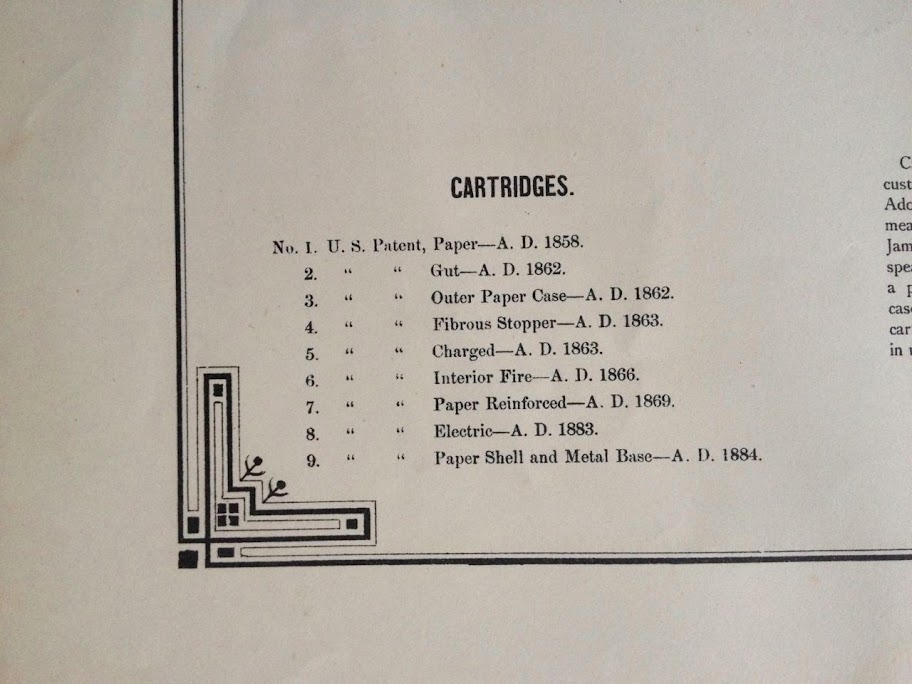 CARTRIDGES.
No. 1. U. S. Patent, Paper—A. D. 1858.
2. “ “ Gut—A. D. 1862.
3. “ “ Outer Paper Case—A. D. 1862.
4. “ “ Fibrous Stopper—A. D. 1863.
5. “ “ Charged—A. D. 1863.
6. “ “ Interior Fire—A. D. 1866.
7. “ “ Paper Reinforced—A. D. 1869.
8. “ “ Electric—A. D. 1883.
9. “ “ Paper Shell and Metal Base—A. D. 1884.
a
in